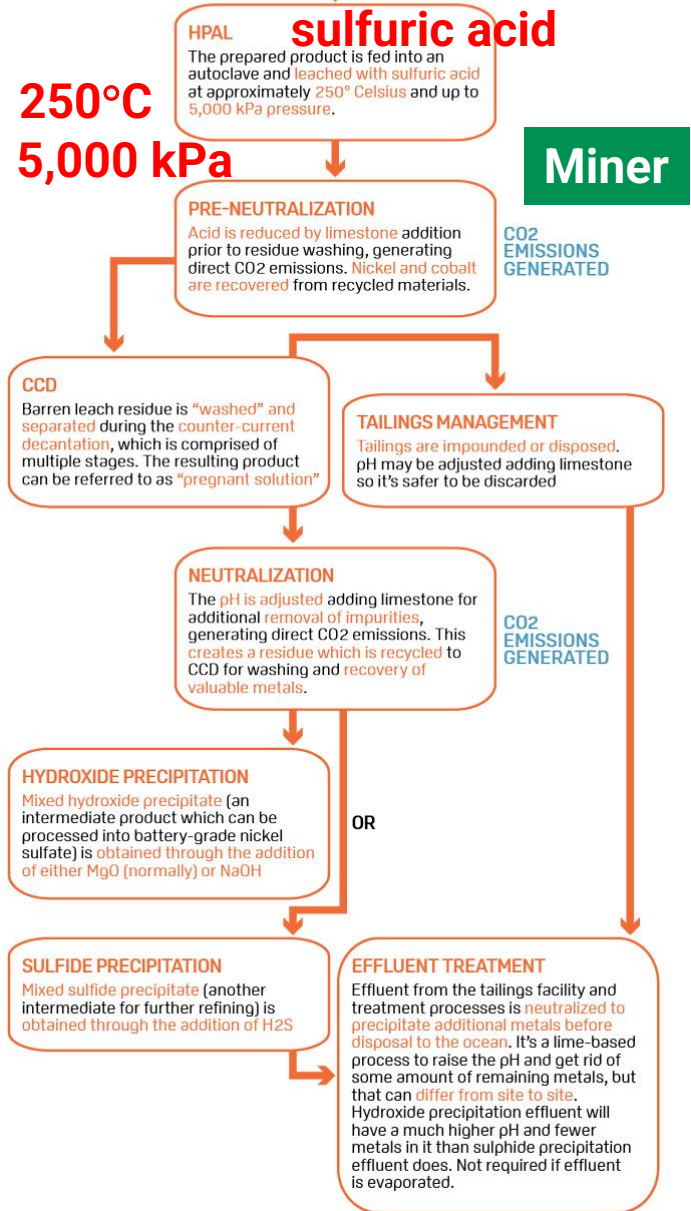 sulfuric acid
HPAL
The prepared product is fed into an
autoclave and leached with sulfuric acid
at approximately 250° Celsius and up to
5,000 kPa pressure.
250°C
5,000 kPa
Miner
PRE-NEUTRALIZATION
Acid is reduced by limestone addition
prior to residue washing, generating
direct CO2 emissions. Nickel and cobalt
are recovered from recycled materials.
CO2
EMISSIONS
GENERATED
CCD
Barren leach residue is “washed” and
separated during the counter-current
decantation, which is comprised of
multiple stages. The resulting product
can be referred to as “pregnant solution”
TAILINGS MANAGEMENT
Tailings are impounded or disposed.
pH may be adjusted adding limestone
so it’s safer to be discarded
NEUTRALIZATION
The pH is adjusted adding limestone for
additional removal of impurities,
generating direct CO2 emissions. This
creates a residue which is recycled to
CCD for washing and recovery of
valuable metals.
CO2
EMISSIONS
GENERATED
HYDROXIDE PRECIPITATION
Mixed hydroxide precipitate (an
intermediate product which can be
processed into battery-grade nickel
sulfate) is obtained through the addition
of either MgO (normally) or NaOH
OR
SULFIDE PRECIPITATION
Mixed sulfide precipitate (another
intermediate for further refining) is
obtained through the addition of H2S
EFFLUENT TREATMENT
Effluent from the tailings facility and
treatment processes is neutralized to
precipitate additional metals before
disposal to the ocean. It’s a lime-based
process to raise the pH and get rid of
some amount of remaining metals, but
that can differ from site to site.
Hydroxide precipitation effluent will
have a much higher pH and fewer
metals in it than sulphide precipitation
effluent does. Not required if effluent
is evaporated.